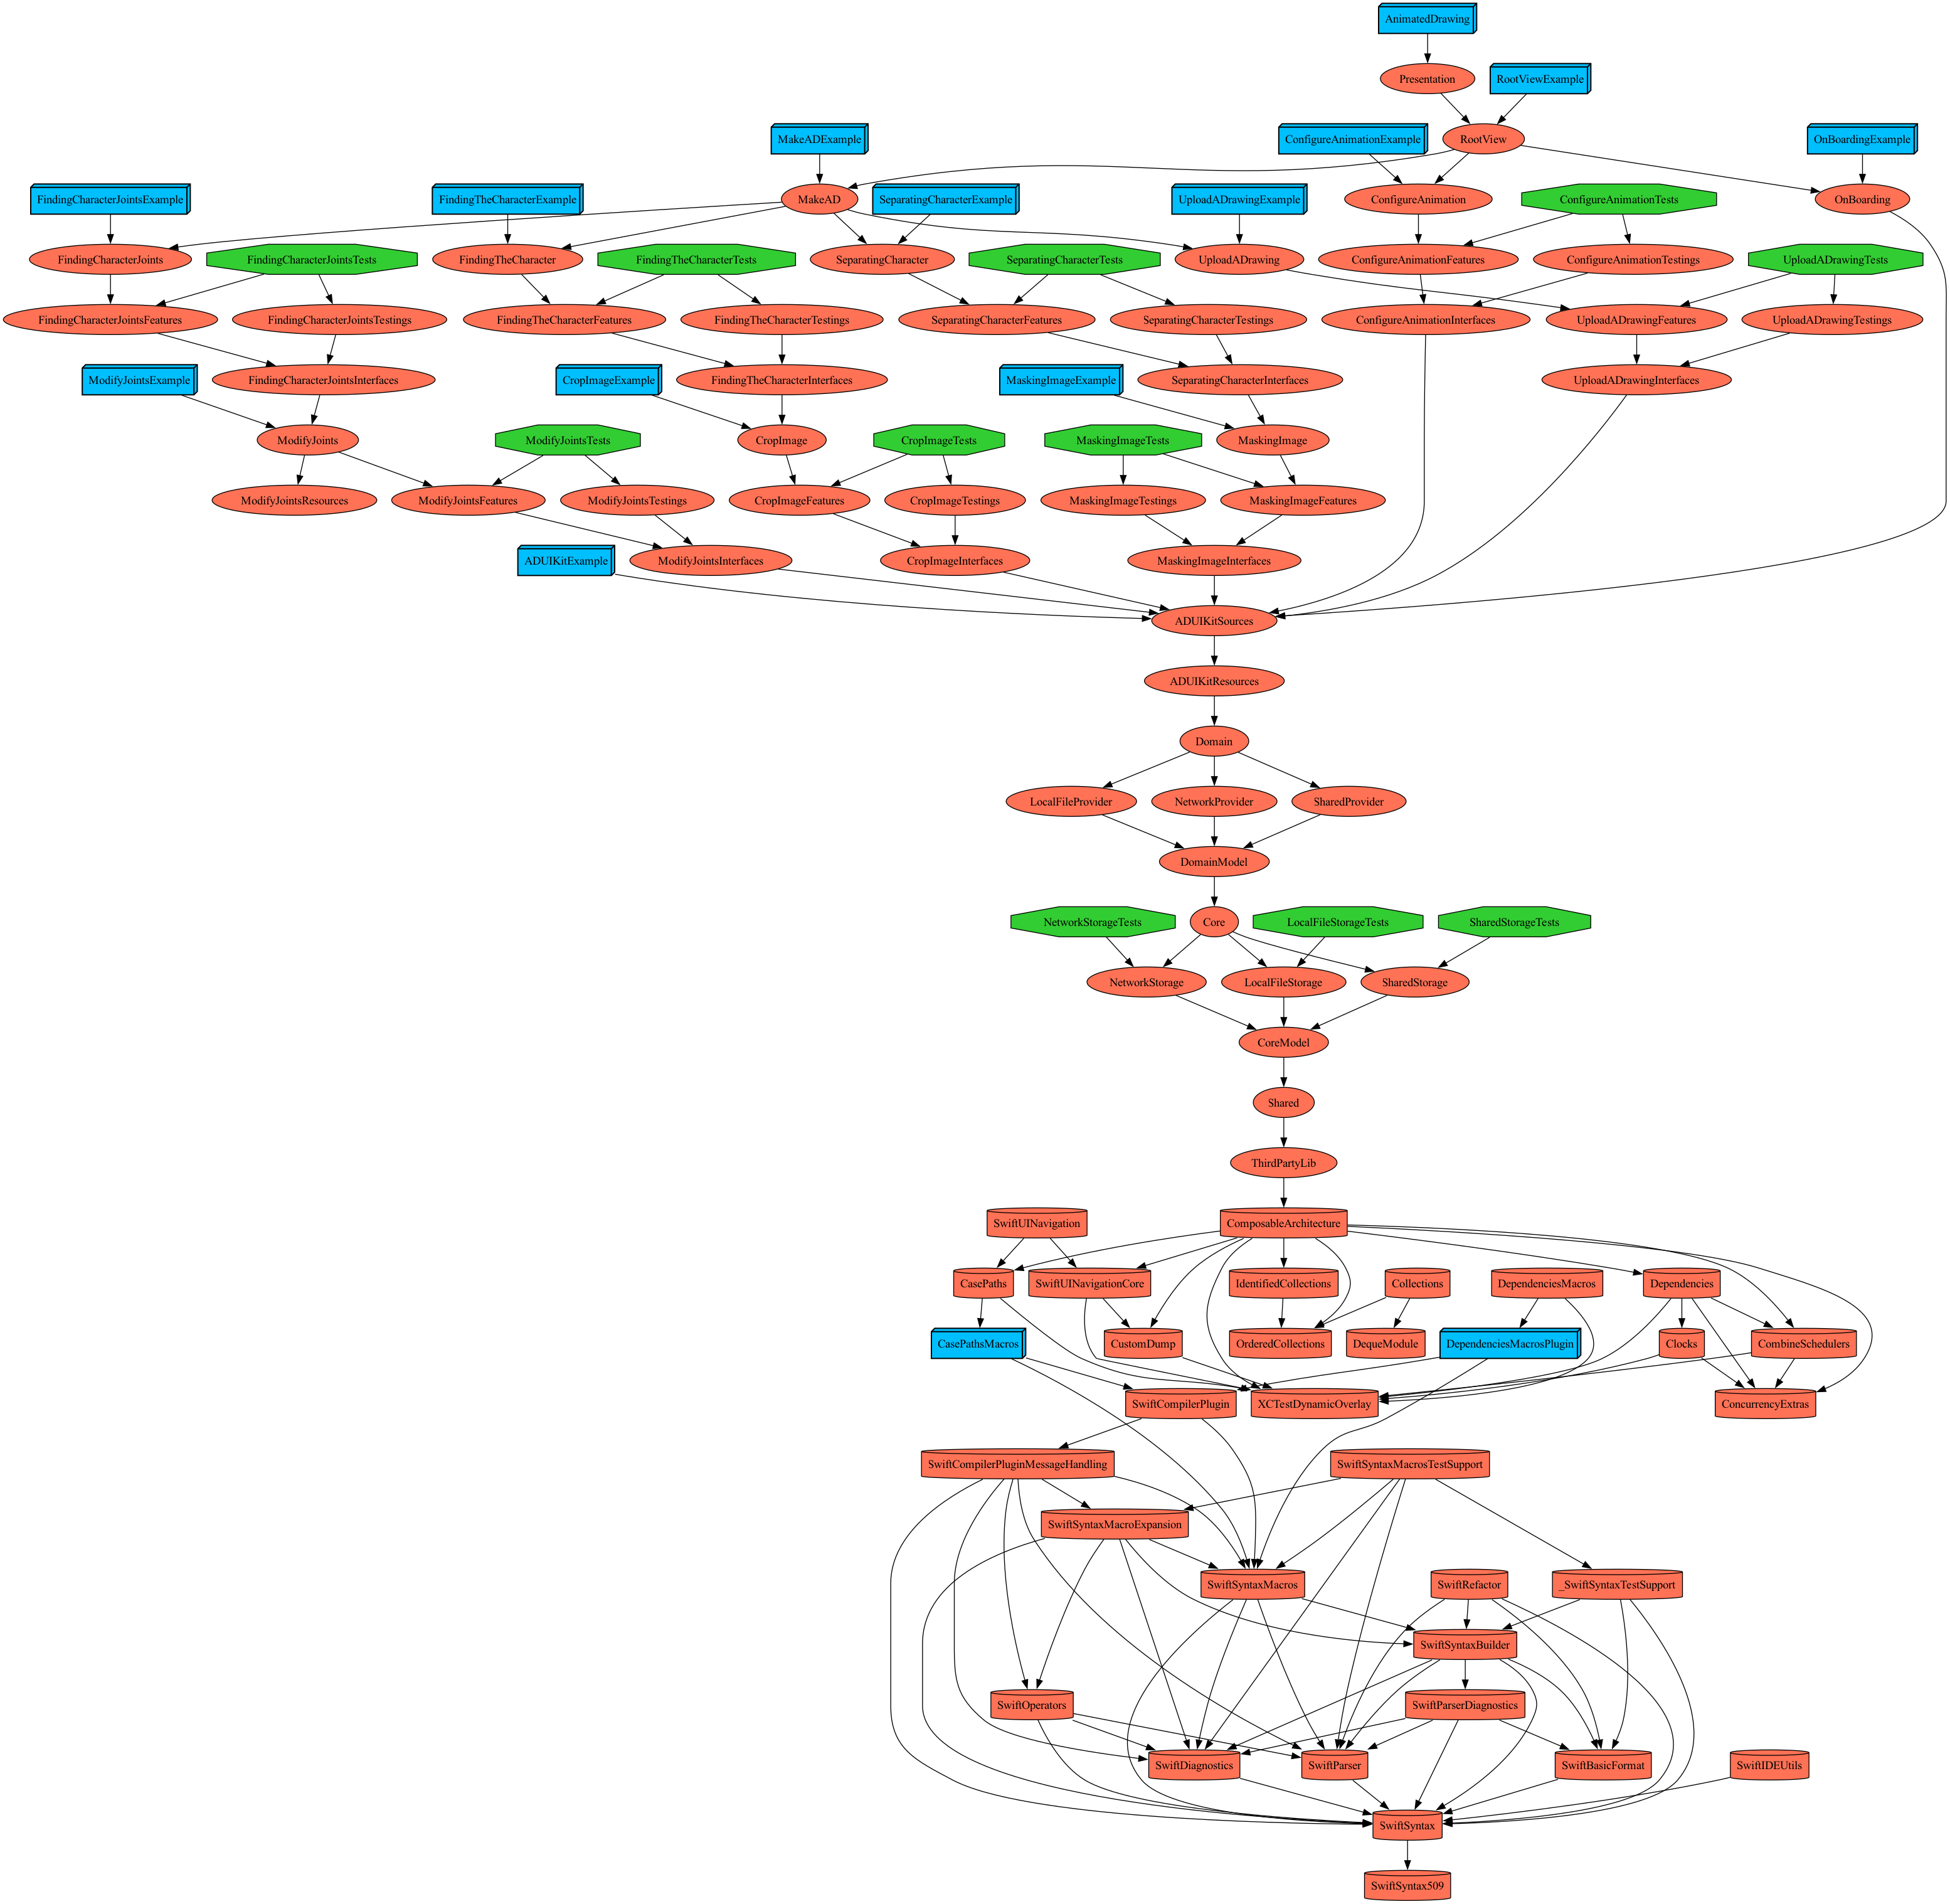 AnimatedDrawing
Presentation
RootViewExample
MakeADExample
ConfigureAnimationExample
RootView
OnBoardingExample
FindingCharacterJointsExample
FindingTheCharacterExample
MakeAD
SeparatingCharacterExample
UploadADrawingExample
ConfigureAnimation
ConfigureAnimationTests
OnBoarding
FindingCharacterJoints
FindingCharacterJointsTests
FindingTheCharacter
FindingTheCharacterTests
SeparatingCharacter
SeparatingCharacterTests
UploadADrawing
ConfigureAnimationFeatures
ConfigureAnimationTestings
UploadADrawingTests
FindingCharacterJointsFeatures
FindingCharacterJointsTestings
FindingTheCharacterFeatures
FindingTheCharacterTestings
SeparatingCharacterFeatures
SeparatingCharacterTestings
ConfigureAnimationInterfaces
UploadADrawingFeatures
UploadADrawingTestings
ModifyJointsExample
FindingCharacterJointsInterfaces
CropImageExample
FindingTheCharacterInterfaces
MaskingImageExample
SeparatingCharacterInterfaces
UploadADrawingInterfaces
ModifyJoints
ModifyJointsTests
CropImage
CropImageTests
MaskingImageTests
MaskingImage
ModifyJointsResources
ModifyJointsFeatures
ModifyJointsTestings
CropImageFeatures
CropImageTestings
MaskingImageTestings
MaskingImageFeatures
ADUIKitExample
ModifyJointsInterfaces
CropImageInterfaces
MaskingImageInterfaces
ADUIKitSources
ADUIKitResources
Domain
LocalFileProvider
NetworkProvider
SharedProvider
DomainModel
NetworkStorageTests
Core
LocalFileStorageTests
SharedStorageTests
NetworkStorage
LocalFileStorage
SharedStorage
CoreModel
Shared
ThirdPartyLib
SwiftUINavigation
ComposableArchitecture
CasePaths
SwiftUINavigationCore
IdentifiedCollections
Collections
DependenciesMacros
Dependencies
CasePathsMacros
CustomDump
OrderedCollections
DequeModule
DependenciesMacrosPlugin
Clocks
CombineSchedulers
SwiftCompilerPlugin
XCTestDynamicOverlay
ConcurrencyExtras
SwiftCompilerPluginMessageHandling
SwiftSyntaxMacrosTestSupport
SwiftSyntaxMacroExpansion
SwiftSyntaxMacros
SwiftRefactor
_SwiftSyntaxTestSupport
SwiftSyntaxBuilder
SwiftOperators
SwiftParserDiagnostics
SwiftDiagnostics
SwiftParser
SwiftBasicFormat
SwiftIDEUtils
SwiftSyntax
SwiftSyntax509